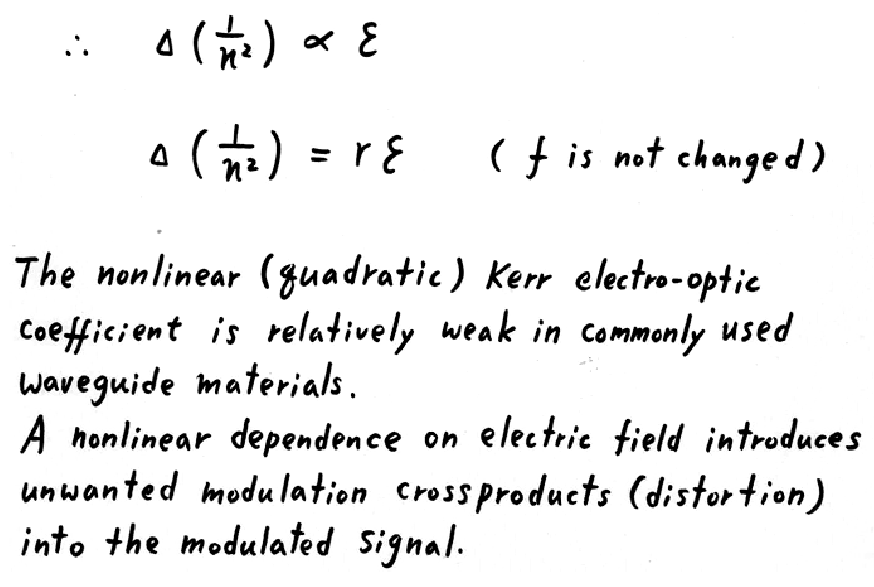 ∴ Δ(1/n²) ∝ ℰ
Δ(1/n²) = rℰ (f is not changed)
The nonlinear (quadratic) Kerr electro-optic
coefficient is relatively weak in commonly used
waveguide materials.
A nonlinear dependence on electric field introduces
unwanted modulation crossproducts (distortion)
into the modulated signal.